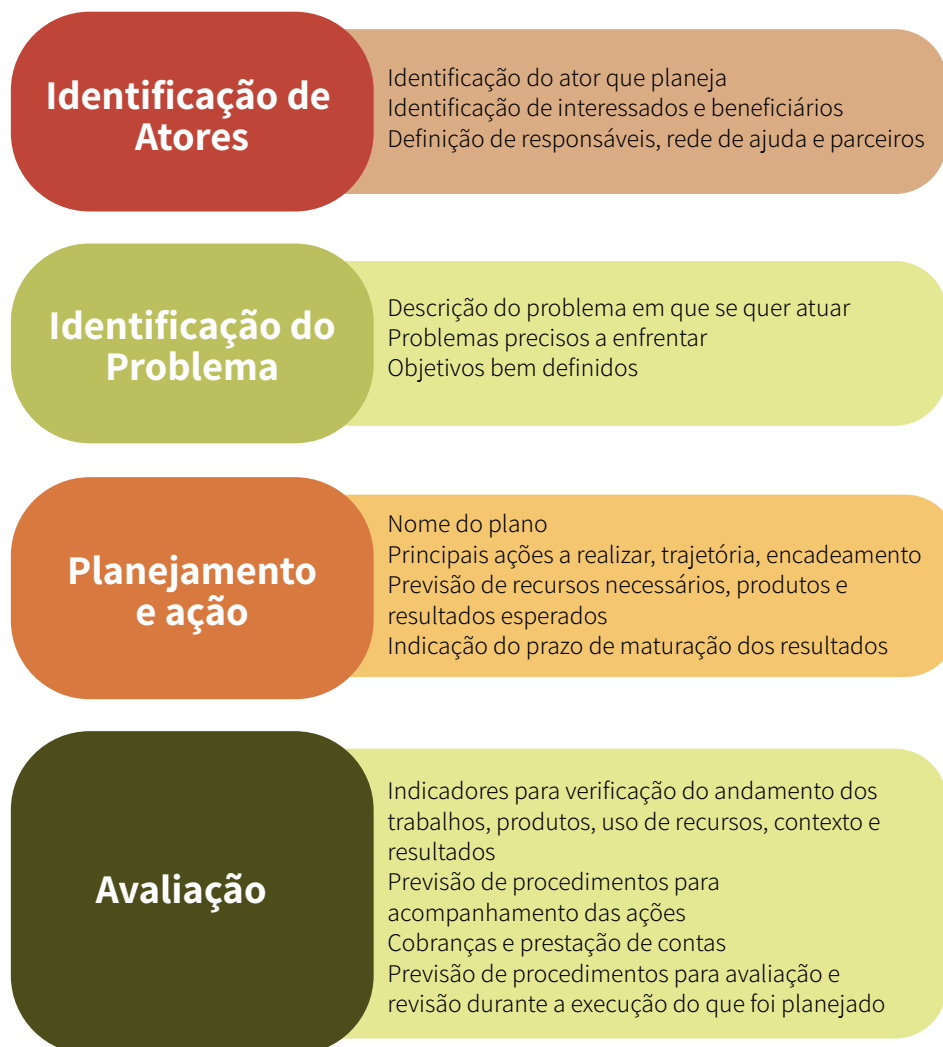 Identificação de
Atores
Identificação do ator que planeja
Identificação de interessados e beneficiários
Definição de responsáveis, rede de ajuda e parceiros
Identificação do
Problema
Descrição do problema em que se quer atuar
Problemas precisos a enfrentar
Objetivos bem definidos
Planejamento
e ação
Nome do plano
Principais ações a realizar, trajetória, encadeamento
Previsão de recursos necessários, produtos e
resultados esperados
Indicação do prazo de maturação dos resultados
Avaliação
Indicadores para verificação do andamento dos
trabalhos, produtos, uso de recursos, contexto e
resultados
Previsão de procedimentos para
acompanhamento das ações
Cobranças e prestação de contas
Previsão de procedimentos para avaliação e
revisão durante a execução do que foi planejado